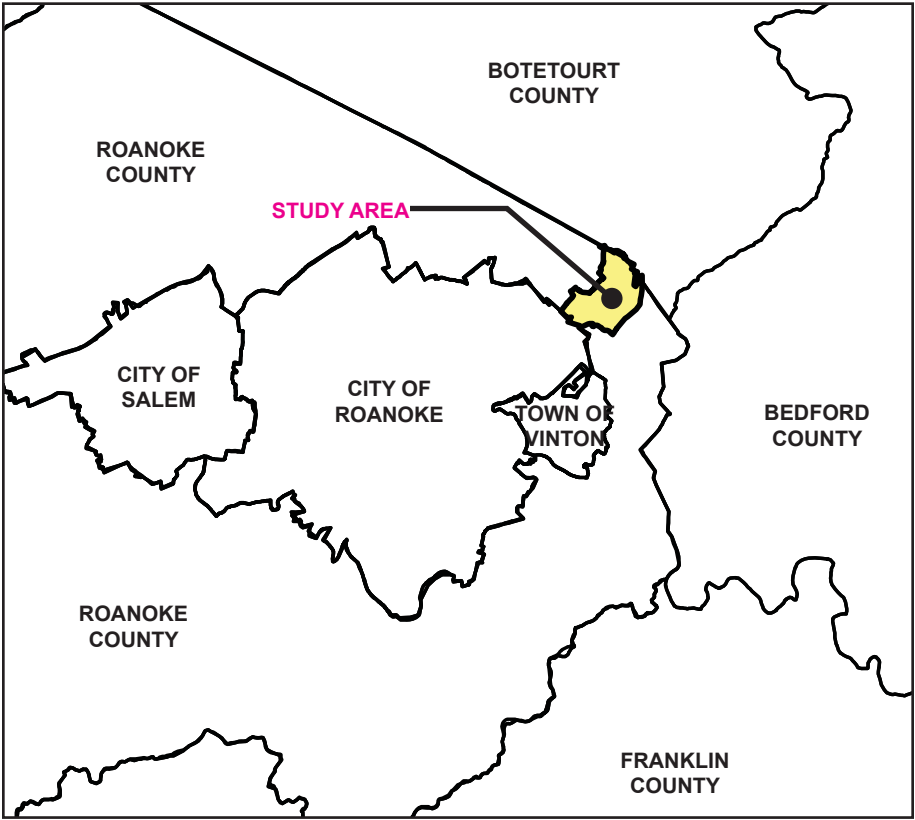 BOTETOURT
COUNTY
ROANOKE
COUNTY
STUDY AREA
CITY OF
SALEM
CITY OF
ROANOKE
TOWN OF
VINTON
BEDFORD
COUNTY
ROANOKE
COUNTY
FRANKLIN
COUNTY